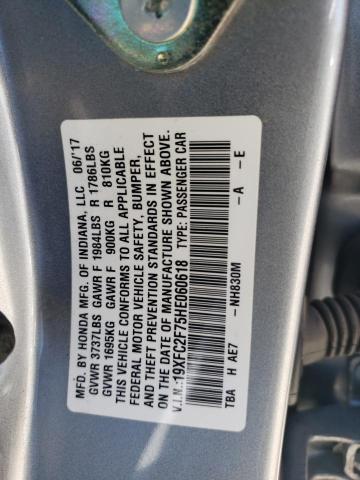 MFD. BY HONDA MFG. OF INDIANA, LLC 06/'17
GVWR 3737LBS GAWR F 1984LBS. R 1786LBS
GVWR 1695KG GAWR F 900KG R 810KG
THIS VEHICLE CONFORMS TO ALL APPLICABLE
FEDERAL MOTOR VEHICLE SAFETY, BUMPER,
AND THEFT PREVENTION STANDARDS IN EFFECT
ON THE DATE OF MANUFACTURE SHOWN ABOVE.
V.I.N.:19XFC2F75HE060618 TYPE: PASSENGER CAR
TBA H AE7 -NH830M -A -E